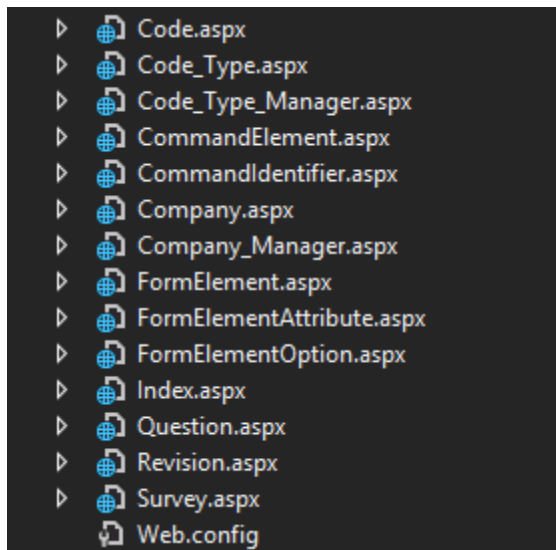 Code.aspx
Code_Type.aspx
Code_Type_Manager.aspx
CommandElement.aspx
CommandIdentifier.aspx
Company.aspx
Company_Manager.aspx
FormElement.aspx
FormElementAttribute.aspx
FormElementOption.aspx
Index.aspx
Question.aspx
Revision.aspx
Survey.aspx
Web.config